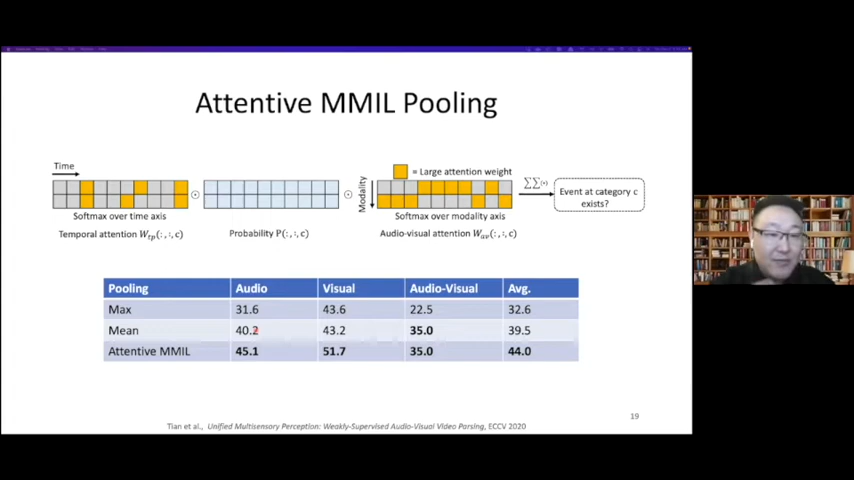 Attentive MMIL Pooling
Time
Modality
= Large attention weight
∑∑(*)
Event at category c
exists?
Softmax over time axis
Softmax over modality axis
Temporal attention W_tp(:, :, c)
Probability P(:, :, c)
Audio-visual attention W_av(:, :, c)
Pooling Audio Visual Audio-Visual Avg.
Max 31.6 43.6 22.5 32.6
Mean 40.2 43.2 35.0 39.5
Attentive MMIL 45.1 51.7 35.0 44.0
19
Tian et al., Unified Multisensory Perception: Weakly-Supervised Audio-Visual Video Parsing, ECCV 2020